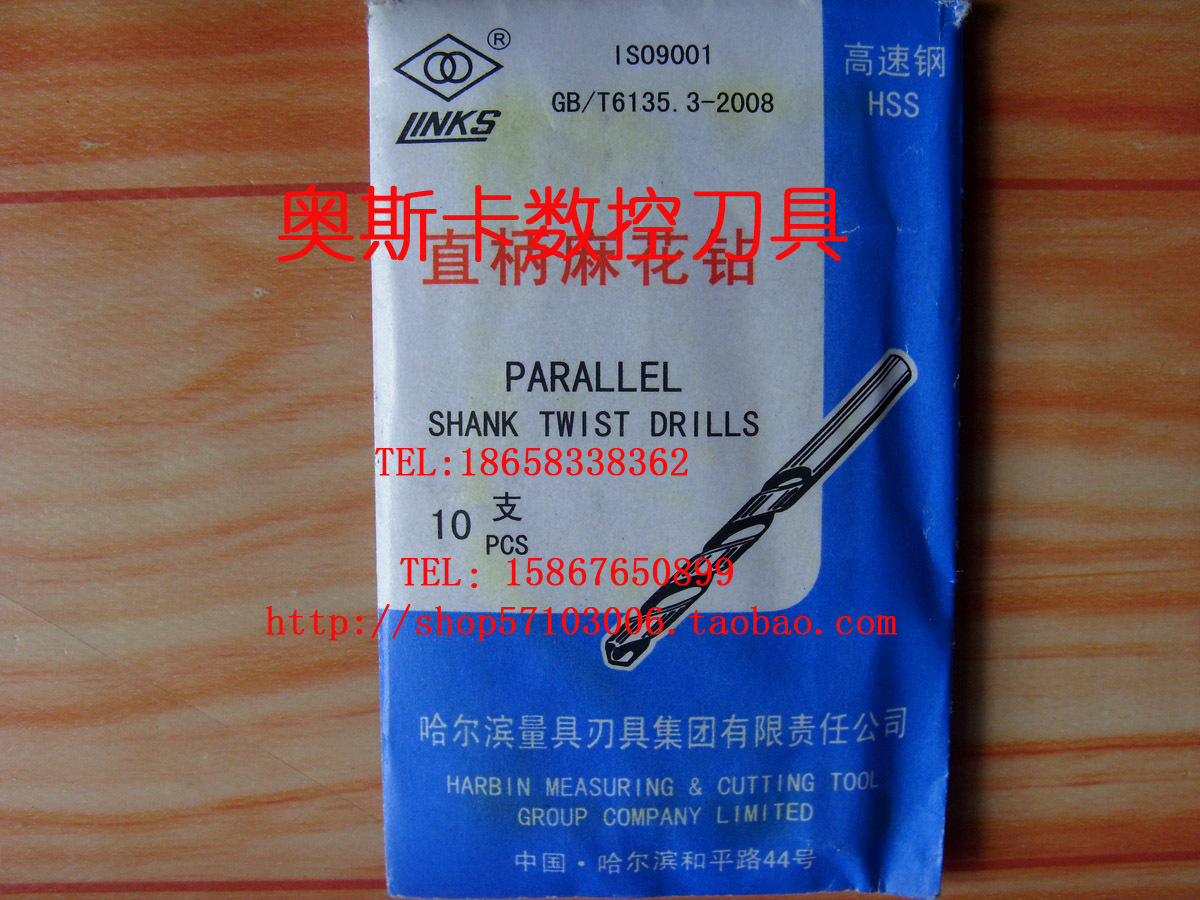 ®
LINKS
ISO9001
GB/T6135.3-2008
高速钢
HSS
奥斯卡数控刀具
直柄麻花钻
PARALLEL
SHANK TWIST DRILLS
TEL:18658338362
10 支
PCS
TEL: 15867650899
http://shop57103006.taobao.com
哈尔滨量具刃具集团有限责任公司
HARBIN MEASURING & CUTTING TOOL
GROUP COMPANY LIMITED
中国·哈尔滨和平路44号